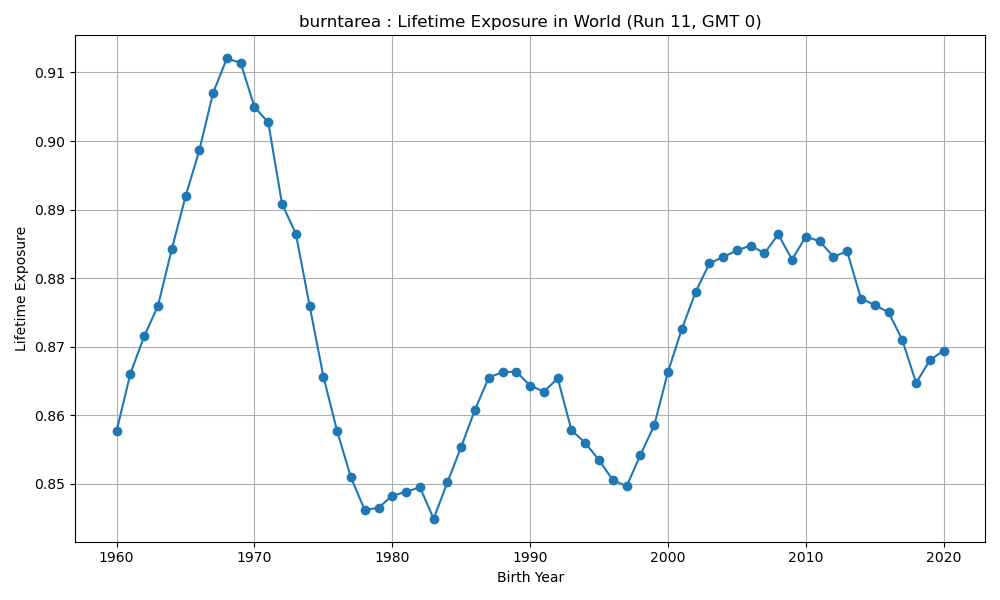 burntarea : Lifetime Exposure in World (Run 11, GMT 0)
Lifetime Exposure
0.91
0.90
0.89
0.88
0.87
0.86
0.85
1960 1970 1980 1990 2000 2010 2020
Birth Year